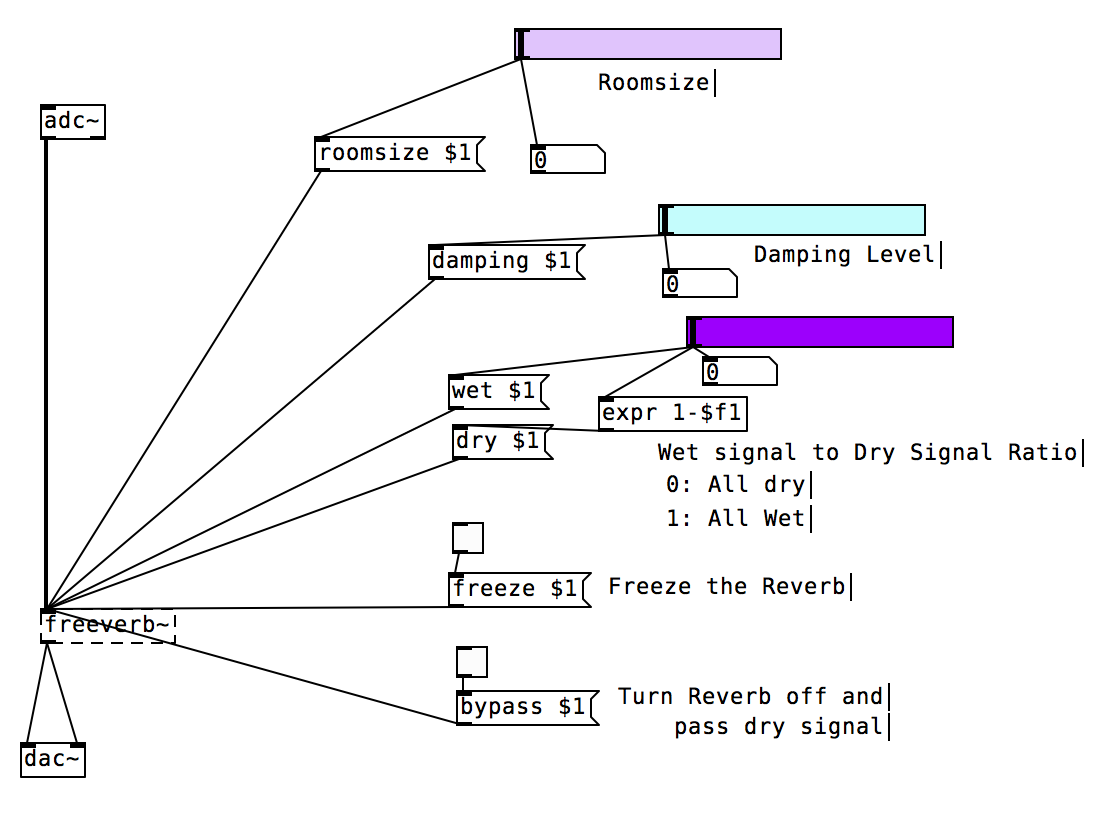 Roomsize
adc~
roomsize $1
0
Damping Level
damping $1
0
0
wet $1
expr 1-$f1
dry $1
Wet signal to Dry Signal Ratio
0: All dry
1: All Wet
freeze $1
Freeze the Reverb
freeverb~
bypass $1
Turn Reverb off and
pass dry signal
dac~